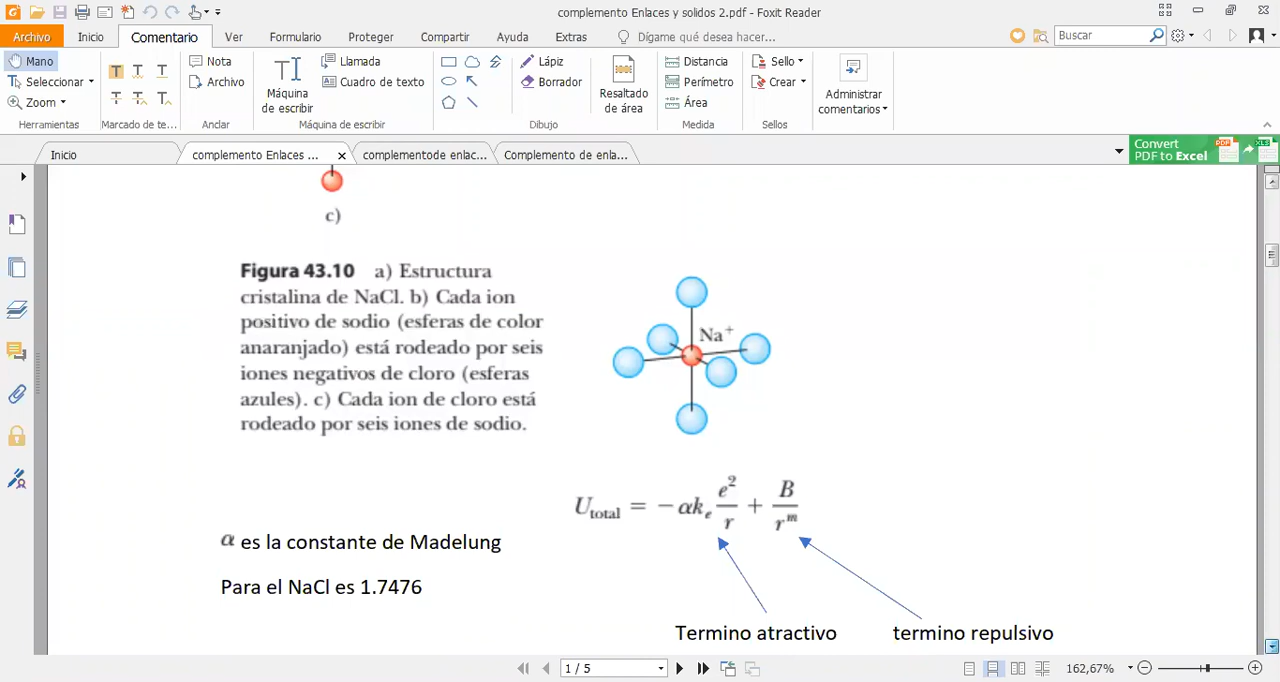 complemento Enlaces y solidos 2.pdf - Foxit Reader
Archivo Inicio Comentario Ver Formulario Proteger Compartir Ayuda Extras Dígame qué desea hacer... Buscar
Mano
Seleccionar
Zoom
Herramientas
T T T
T T T
Marcado de te...
Nota
Archivo
Anclar
Máquina
de escribir
Llamada
Cuadro de texto
Máquina de escribir
Lápiz
Borrador
Dibujo
Resaltado
de área
Distancia
Perímetro
Área
Medida
Sello
Crear
Sellos
Administrar
comentarios
Inicio complemento Enlaces ... complementode enlac... Complemento de enla...
Convert
PDF to Excel
PDF XLS
c)
Figura 43.10 a) Estructura
cristalina de NaCl. b) Cada ion
positivo de sodio (esferas de color
anaranjado) está rodeado por seis
iones negativos de cloro (esferas
azules). c) Cada ion de cloro está
rodeado por seis iones de sodio.
Na⁺
U_total = −αk_e e²/r + B/r^m
α es la constante de Madelung
Para el NaCl es 1.7476
Termino atractivo termino repulsivo
1 / 5
162,67%